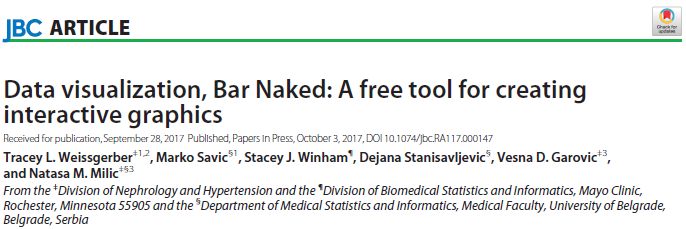 JBC ARTICLE
Check for updates
Data visualization, Bar Naked: A free tool for creating
interactive graphics
Received for publication, September 28, 2017 Published, Papers in Press, October 3, 2017, DOI 10.1074/jbc.RA117.000147
Tracey L. Weissgerber‡1,2, Marko Savic§1, Stacey J. Winham¶, Dejana Stanisavljevic§, Vesna D. Garovic‡3,
and Natasa M. Milic‡§3
From the ‡Division of Nephrology and Hypertension and the ¶Division of Biomedical Statistics and Informatics, Mayo Clinic,
Rochester, Minnesota 55905 and the §Department of Medical Statistics and Informatics, Medical Faculty, University of Belgrade,
Belgrade, Serbia